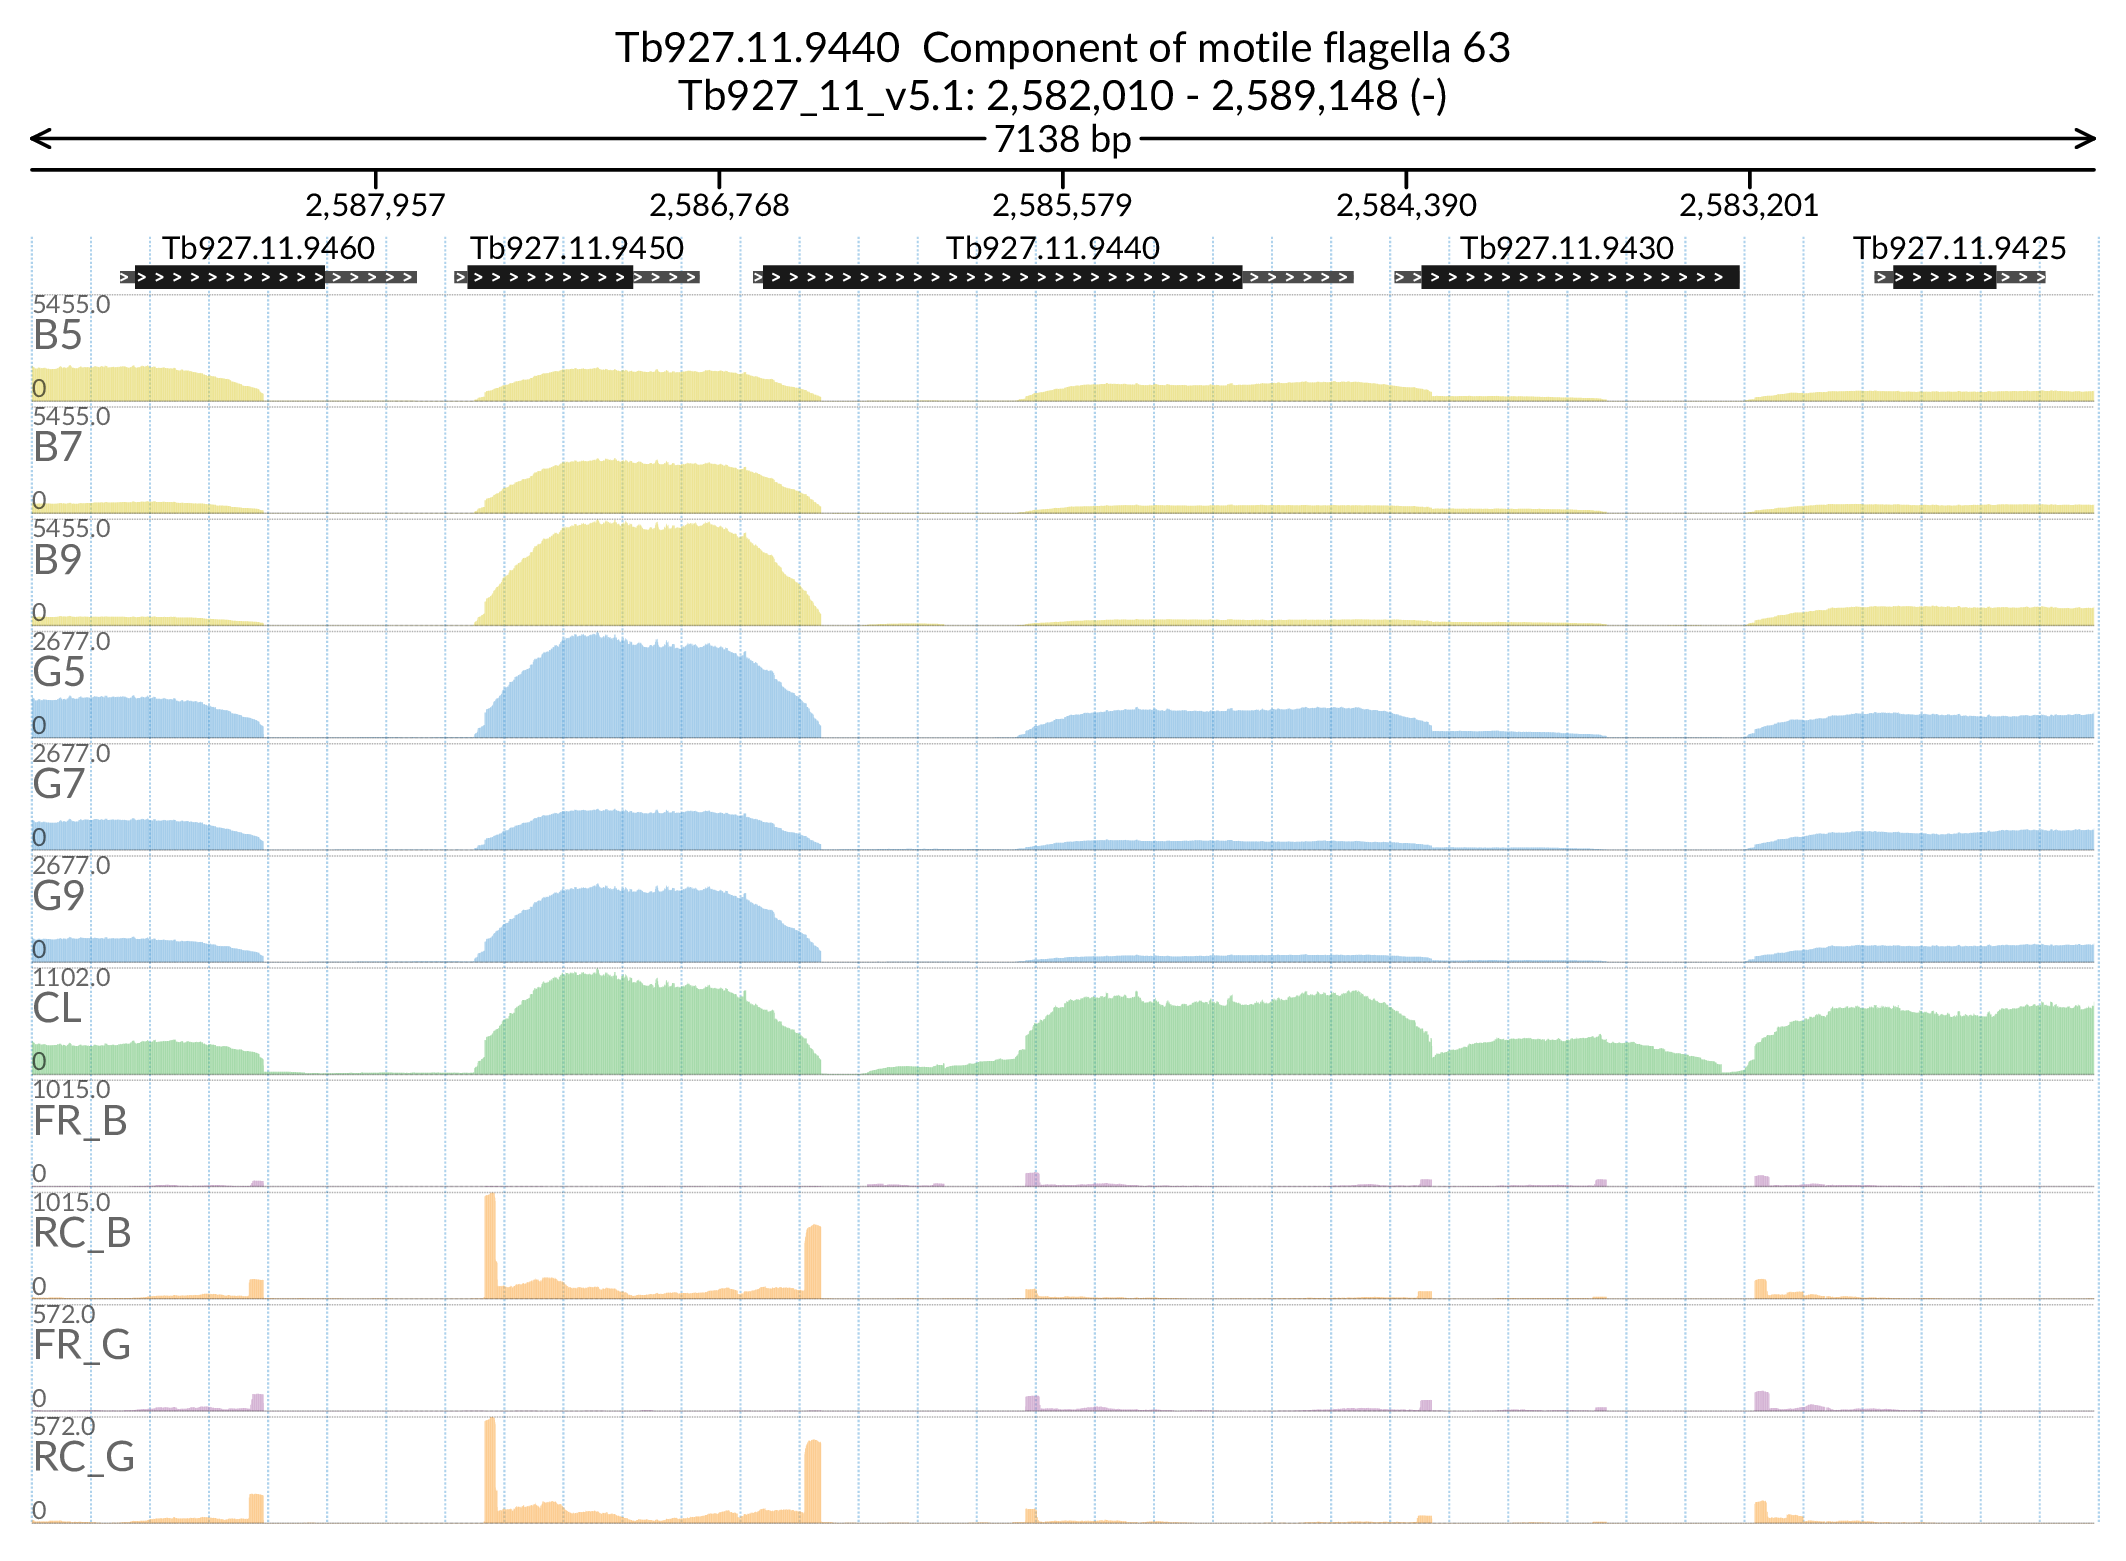 Tb927.11.9440  Component of motile flagella 63
Tb927_11_v5.1: 2,582,010 - 2,589,148 (-)
7138 bp
2,587,957 2,586,768 2,585,579 2,584,390 2,583,201
Tb927.11.9460 Tb927.11.9450 Tb927.11.9440 Tb927.11.9430 Tb927.11.9425
5455.0
B5
0
5455.0
B7
0
5455.0
B9
0
2677.0
G5
0
2677.0
G7
0
2677.0
G9
0
1102.0
CL
0
1015.0
FR_B
0
1015.0
RC_B
0
572.0
FR_G
0
572.0
RC_G
0